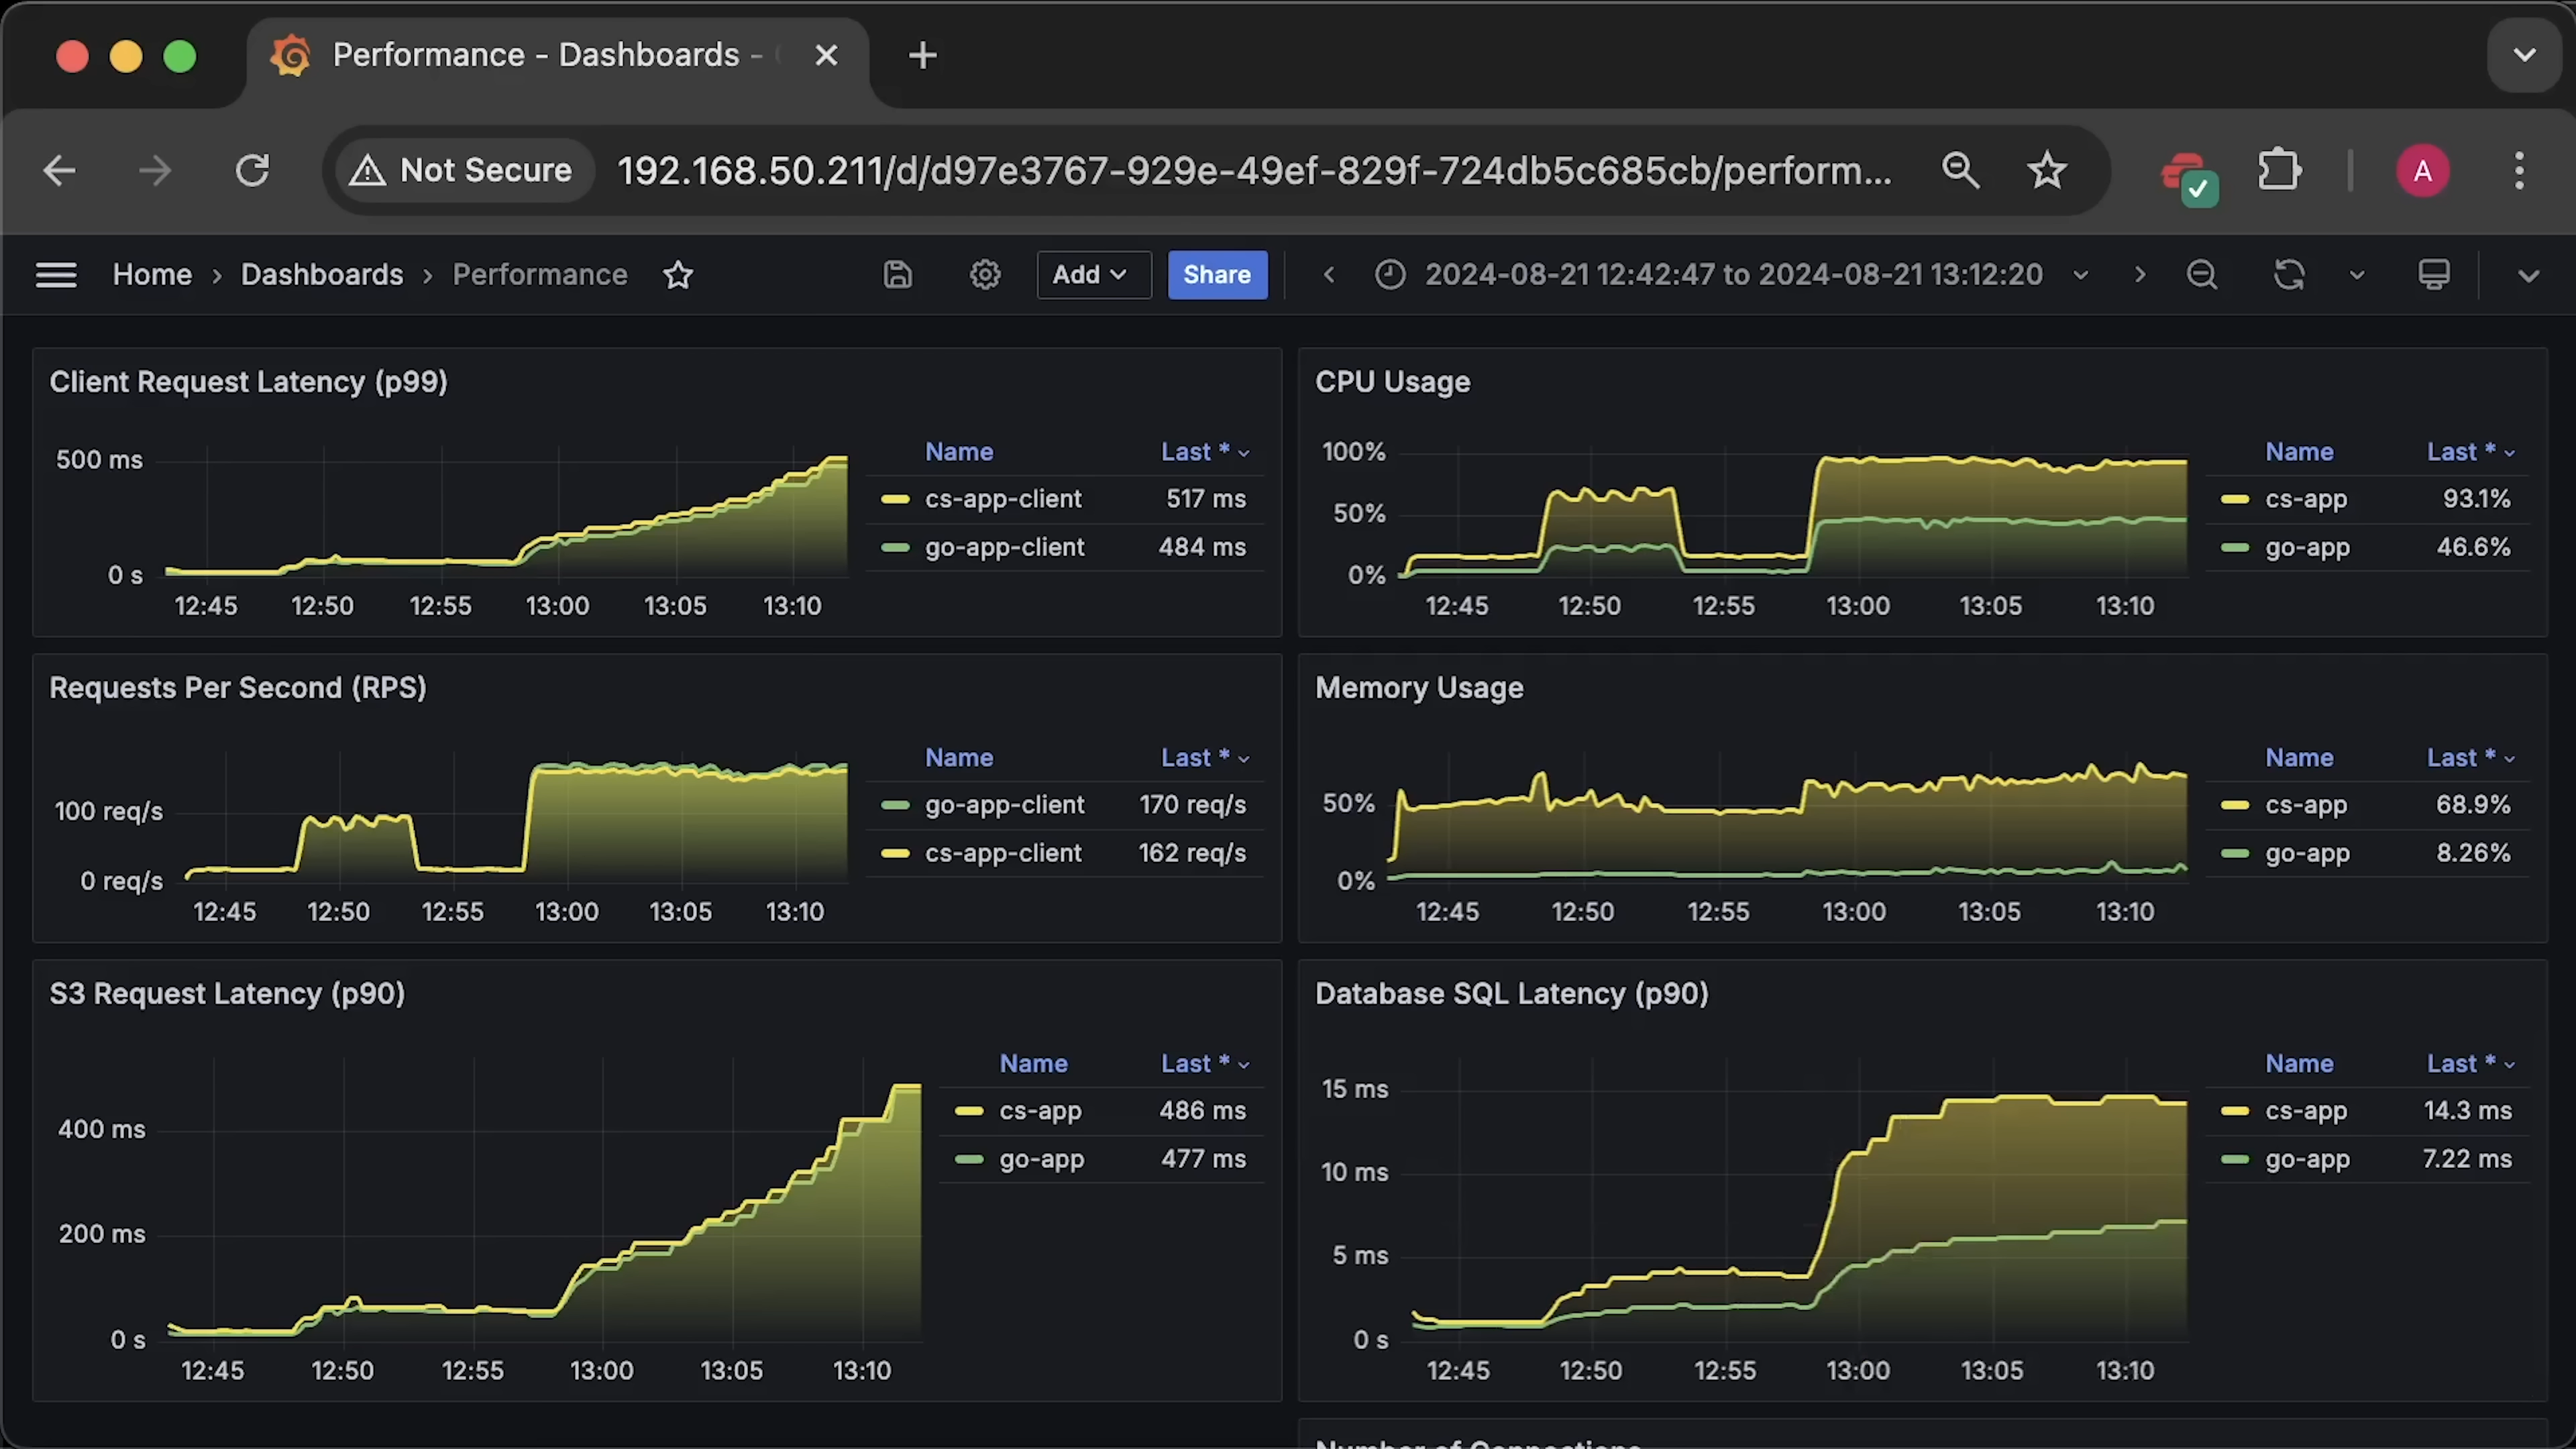 Performance - Dashboards -
Not Secure 192.168.50.211/d/d97e3767-929e-49ef-829f-724db5c685cb/perform... A
Home › Dashboards › Performance Add Share 2024-08-21 12:42:47 to 2024-08-21 13:12:20
Client Request Latency (p99)
500 ms
0 s
12:45 12:50 12:55 13:00 13:05 13:10
Name Last *
cs-app-client 517 ms
go-app-client 484 ms
CPU Usage
100%
50%
0%
12:45 12:50 12:55 13:00 13:05 13:10
Name Last *
cs-app 93.1%
go-app 46.6%
Requests Per Second (RPS)
100 req/s
0 req/s
12:45 12:50 12:55 13:00 13:05 13:10
Name Last *
go-app-client 170 req/s
cs-app-client 162 req/s
Memory Usage
50%
0%
12:45 12:50 12:55 13:00 13:05 13:10
Name Last *
cs-app 68.9%
go-app 8.26%
S3 Request Latency (p90)
400 ms
200 ms
0 s
12:45 12:50 12:55 13:00 13:05 13:10
Name Last *
cs-app 486 ms
go-app 477 ms
Database SQL Latency (p90)
15 ms
10 ms
5 ms
0 s
12:45 12:50 12:55 13:00 13:05 13:10
Name Last *
cs-app 14.3 ms
go-app 7.22 ms
Number of Connections